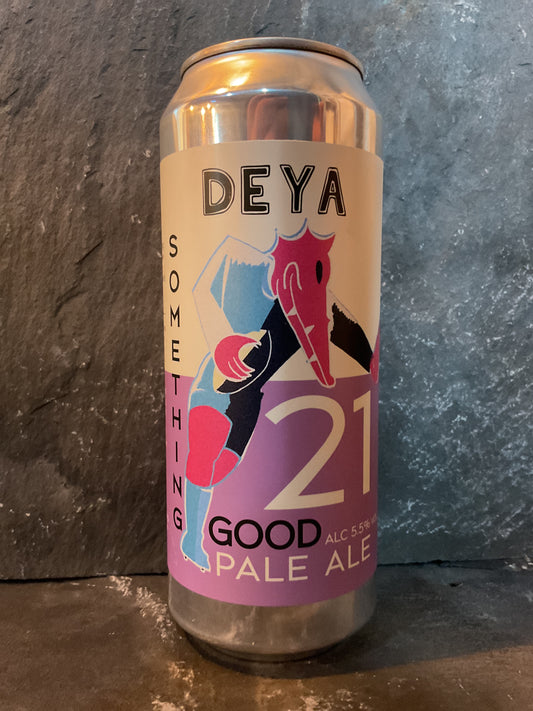 DEYA
SOMETHING
21
GOOD
ALC 5.5%
PALE ALE